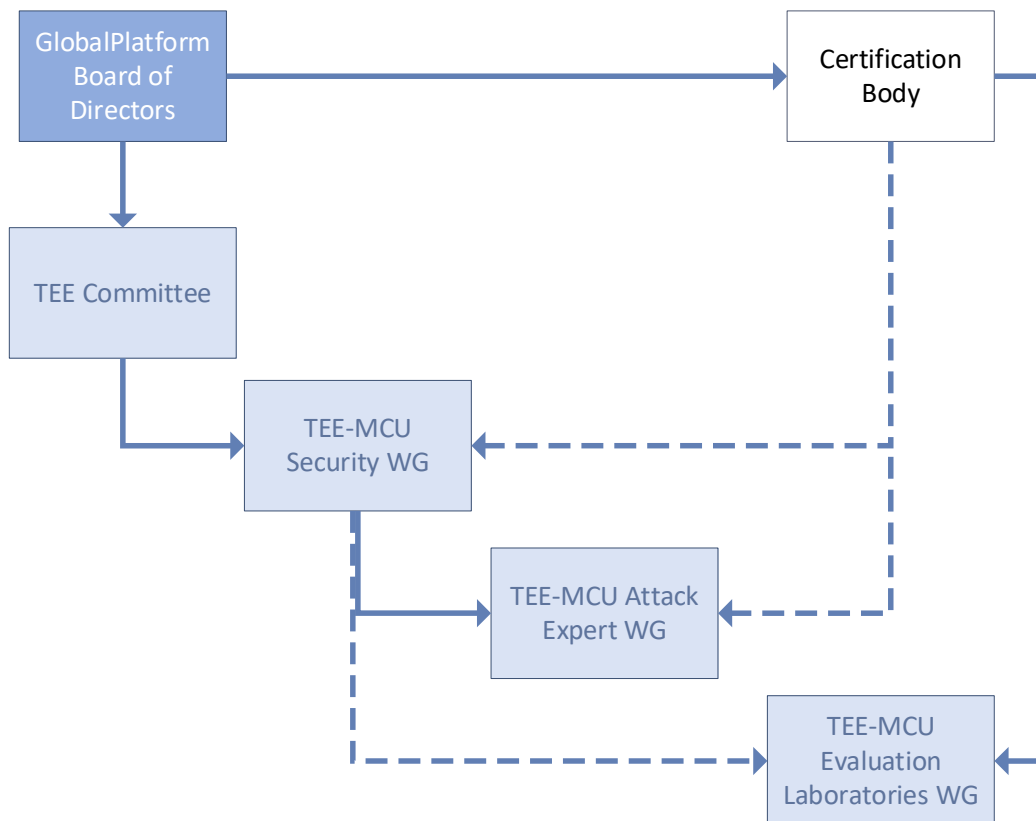 GlobalPlatform
Board of
Directors
Certification
Body
TEE Committee
TEE-MCU
Security WG
TEE-MCU Attack
Expert WG
TEE-MCU
Evaluation
Laboratories WG